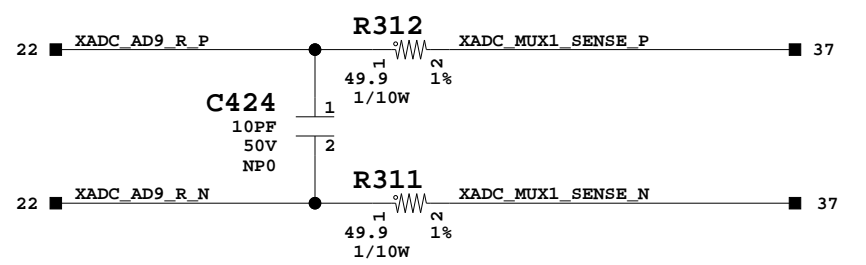 R312
22 XADC_AD9_R_P XADC_MUX1_SENSE_P 37
1 2
49.9 1%
1/10W
C424 1
10PF
50V 2
NP0
R311
22 XADC_AD9_R_N XADC_MUX1_SENSE_N 37
1 2
49.9 1%
1/10W